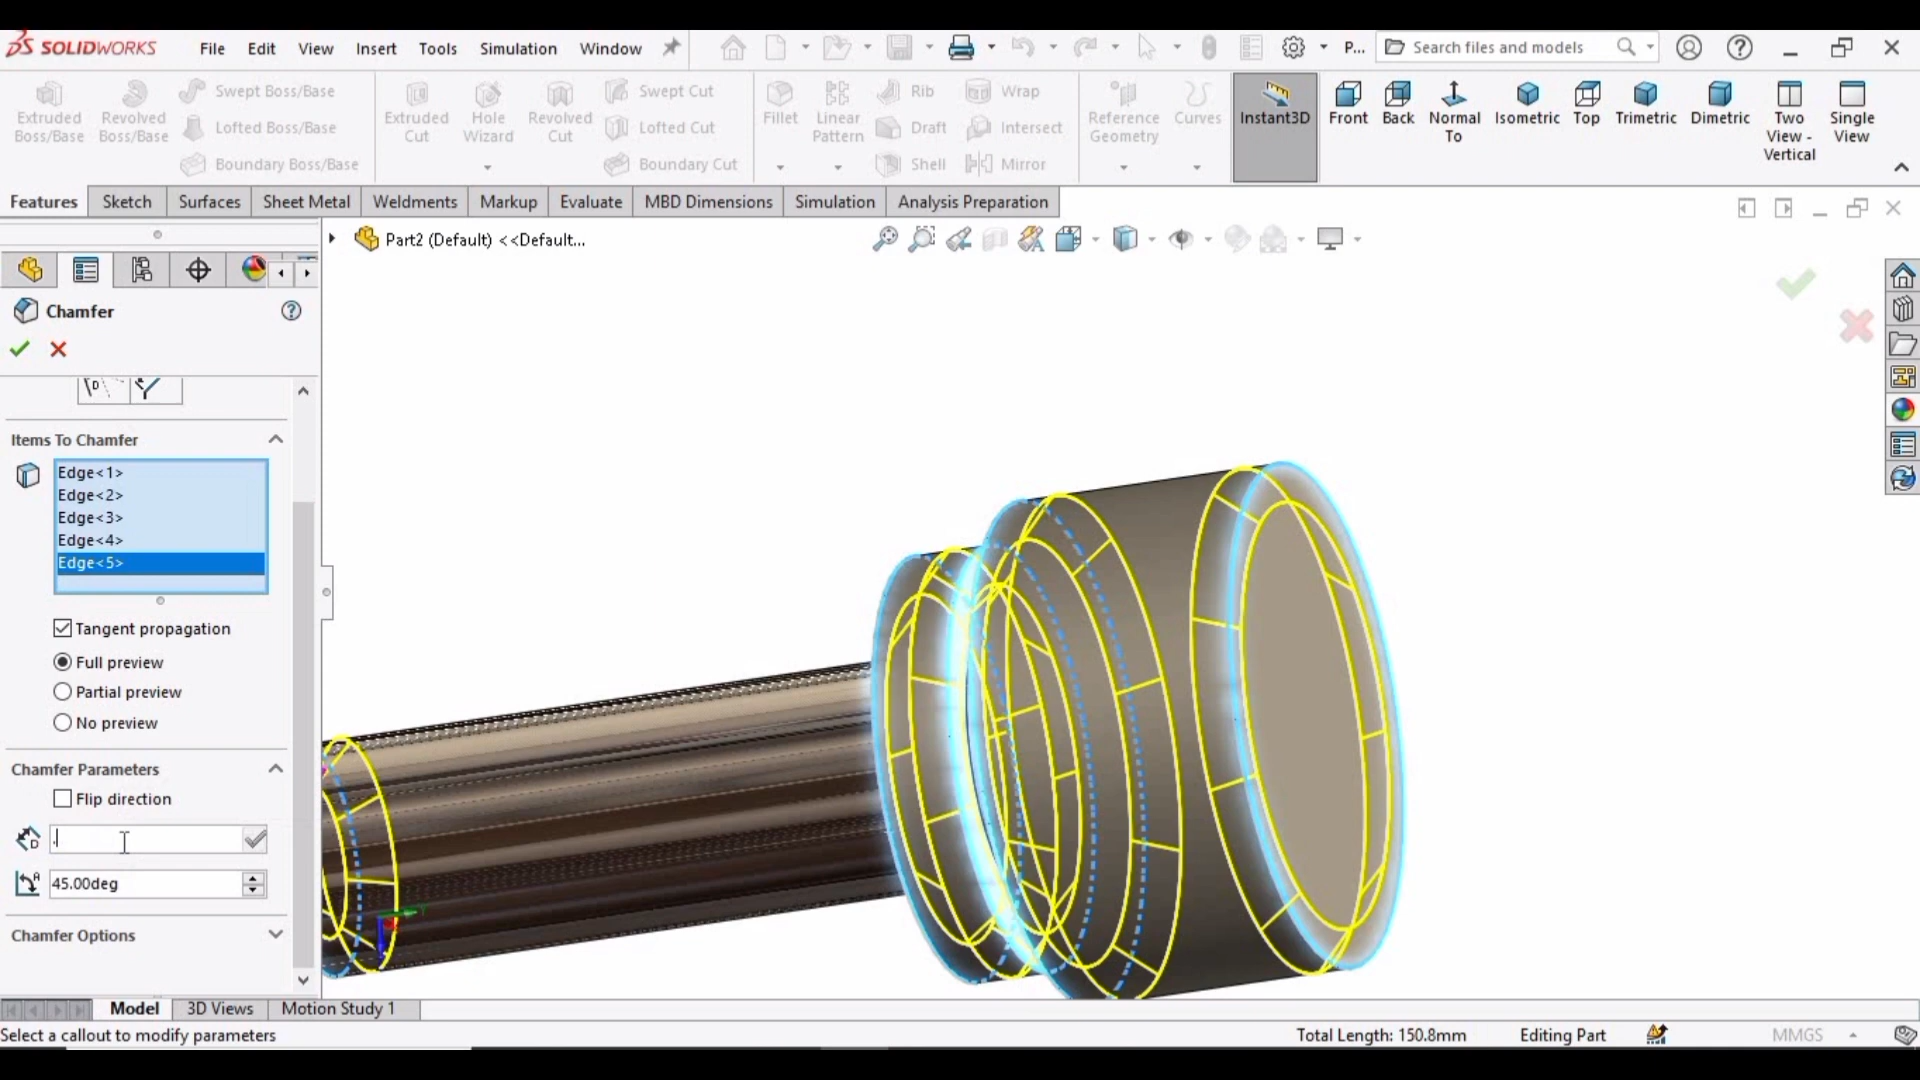 SOLIDWORKS File Edit View Insert Tools Simulation Window P... Search files and models
Extruded Boss/Base
Revolved Boss/Base
Swept Boss/Base
Lofted Boss/Base
Boundary Boss/Base
Extruded Cut
Hole Wizard
Revolved Cut
Swept Cut
Lofted Cut
Boundary Cut
Fillet
Linear Pattern
Rib
Draft
Shell
Wrap
Intersect
Mirror
Reference Geometry
Curves
Instant3D
Front
Back
Normal To
Isometric
Top
Trimetric
Dimetric
Two View - Vertical
Single View
Features Sketch Surfaces Sheet Metal Weldments Markup Evaluate MBD Dimensions Simulation Analysis Preparation
Part2 (Default) <<Default...
Chamfer
Items To Chamfer
Edge<1>
Edge<2>
Edge<3>
Edge<4>
Edge<5>
Tangent propagation
Full preview
Partial preview
No preview
Chamfer Parameters
Flip direction
.
45.00deg
Chamfer Options
Model 3D Views Motion Study 1
Select a callout to modify parameters Total Length: 150.8mm Editing Part MMGS